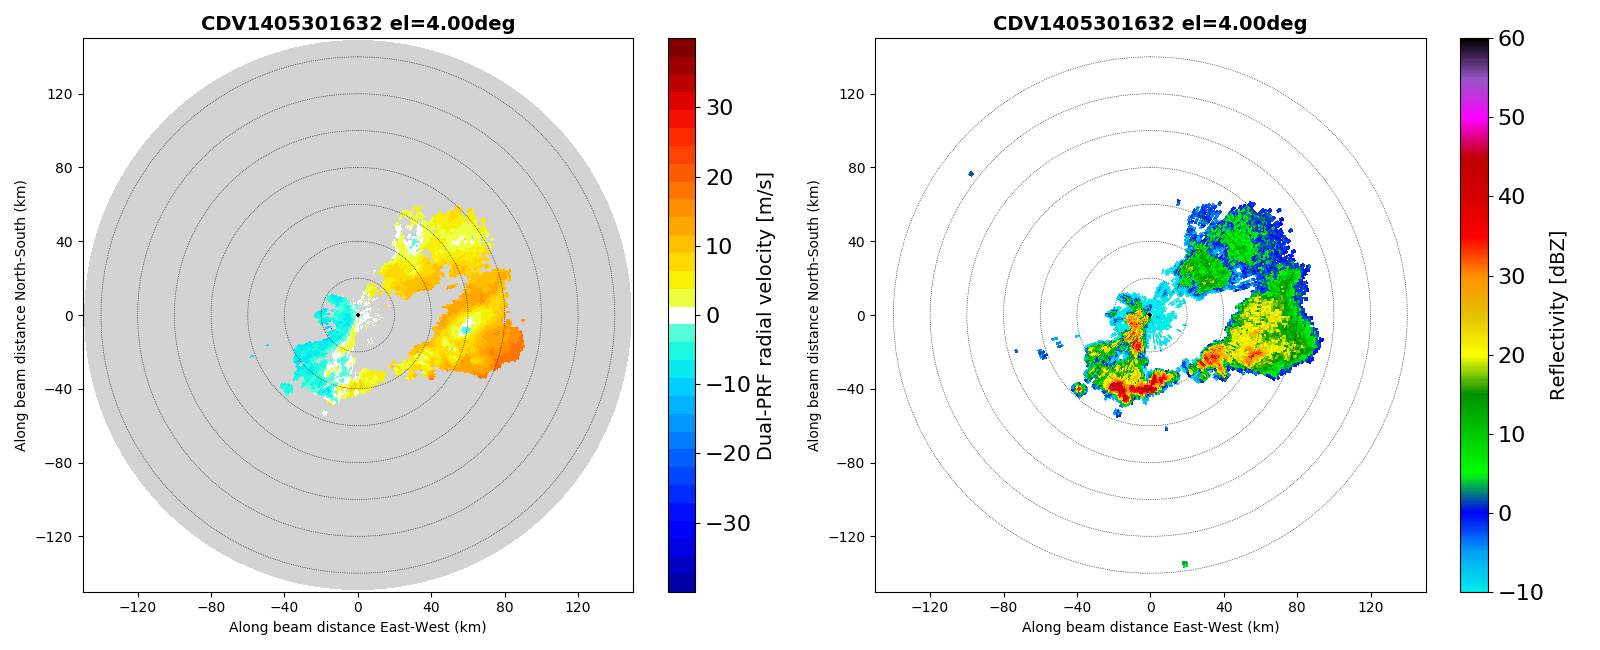 CDV1405301632 el=4.00deg
120
80
40
0
−40
−80
−120
Along beam distance North-South (km)
−120 −80 −40 0 40 80 120
Along beam distance East-West (km)
30
20
10
0
−10
−20
−30
Dual-PRF radial velocity [m/s]
CDV1405301632 el=4.00deg
120
80
40
0
−40
−80
−120
Along beam distance North-South (km)
−120 −80 −40 0 40 80 120
Along beam distance East-West (km)
60
50
40
30
20
10
0
−10
Reflectivity [dBZ]